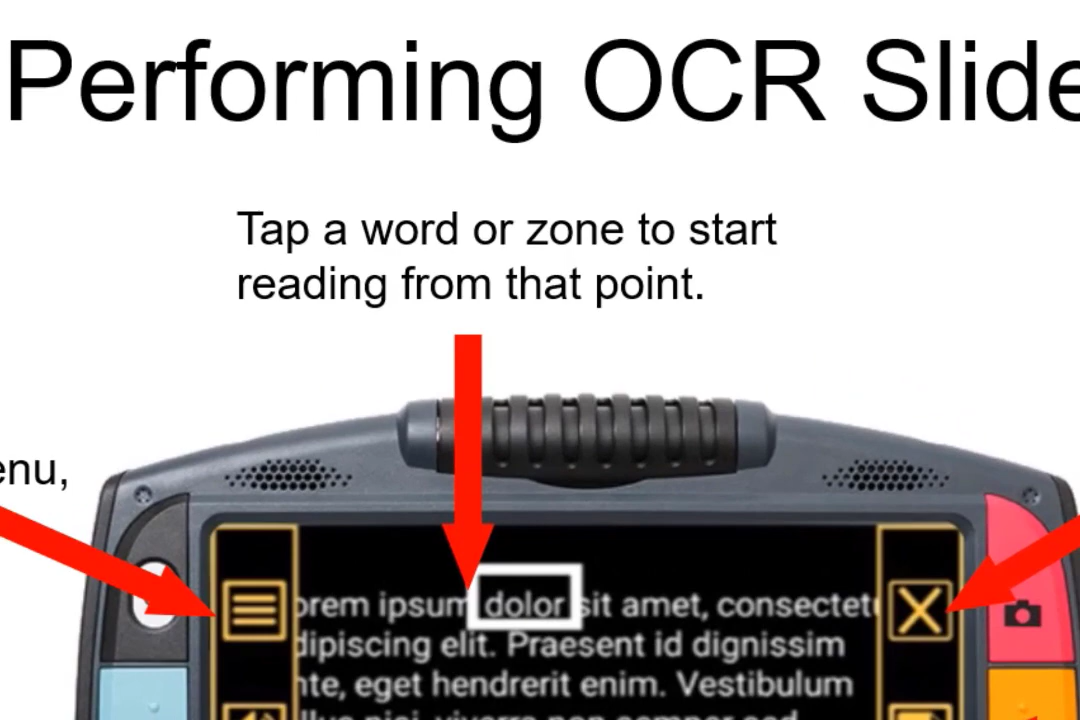 Performing OCR Slide
Tap a word or zone to start
reading from that point.
enu,
orem ipsum dolor sit amet, consectetu
dipiscing elit. Praesent id dignissim
nte, eget hendrerit enim. Vestibulum